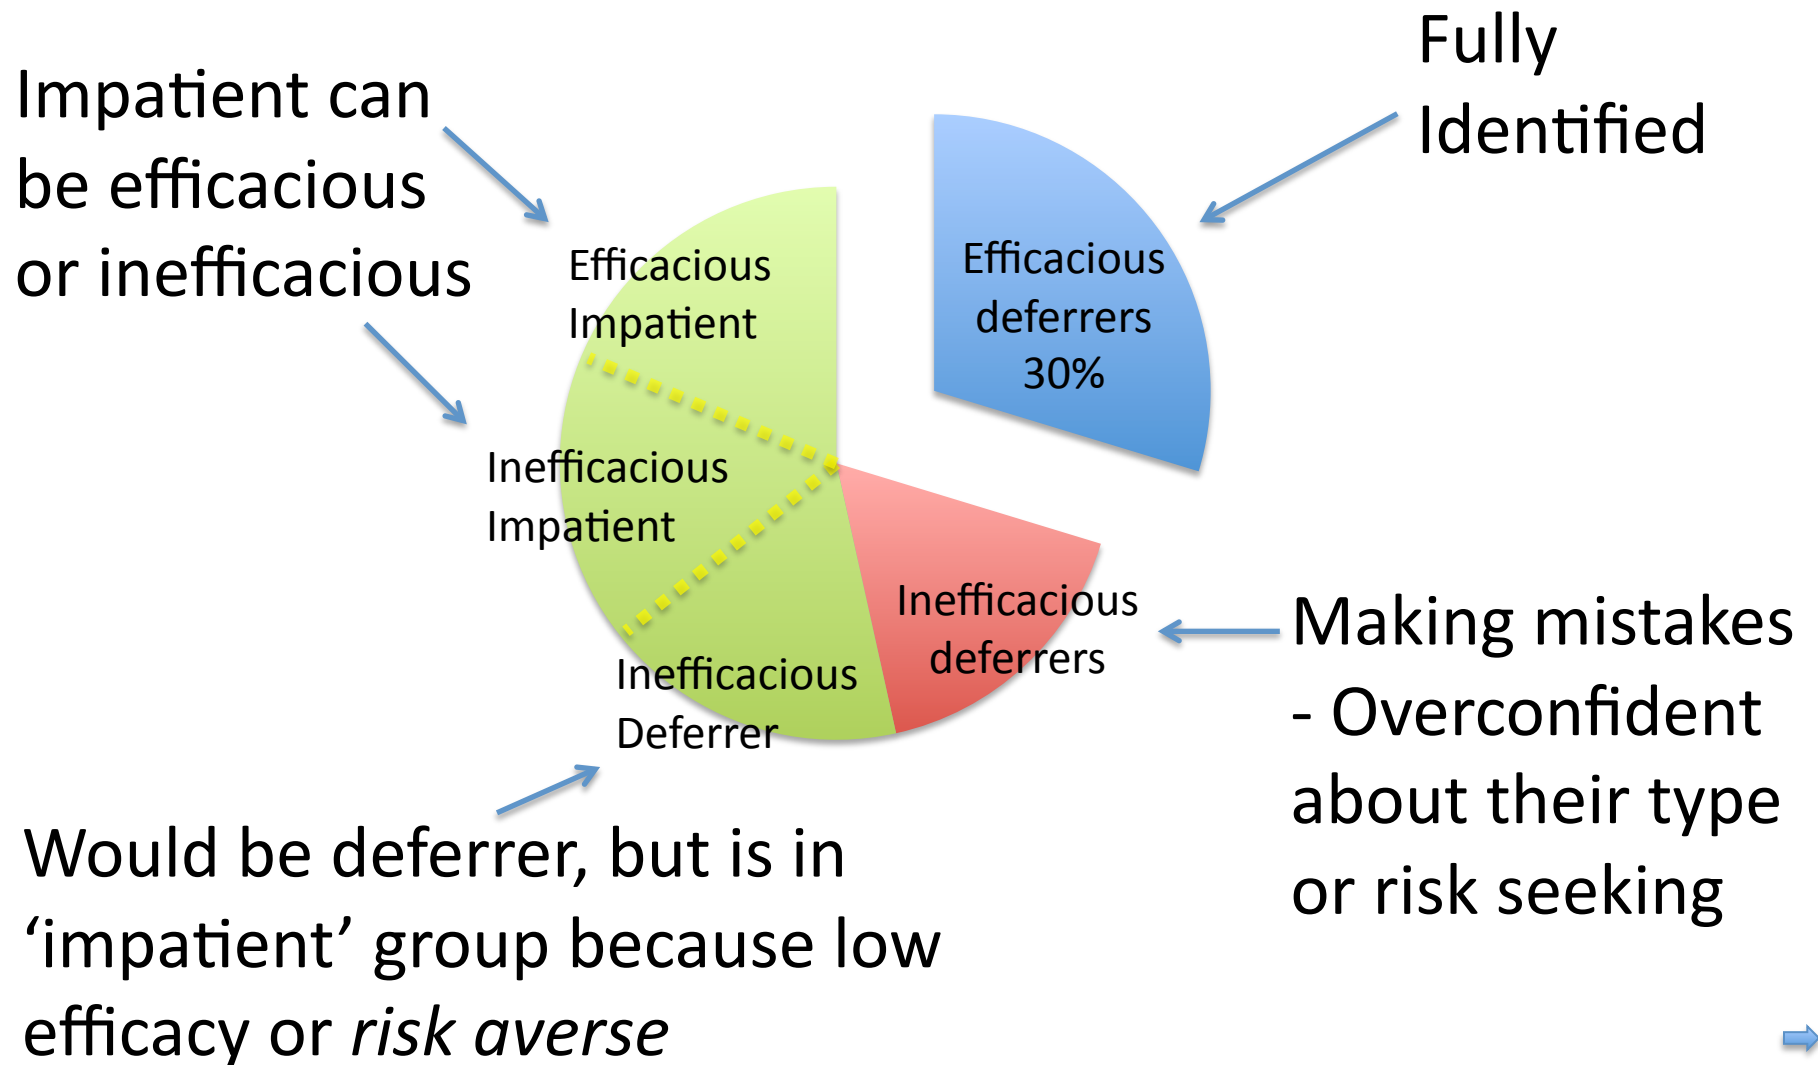 Impatient can
be efficacious
or inefficacious
Fully
Identified
Efficacious
Impatient
Efficacious
deferrers
30%
Inefficacious
Impatient
Inefficacious
deferrers
Inefficacious
Deferrer
Making mistakes
- Overconfident
about their type
or risk seeking
Would be deferrer, but is in
‘impatient’ group because low
efficacy or risk averse